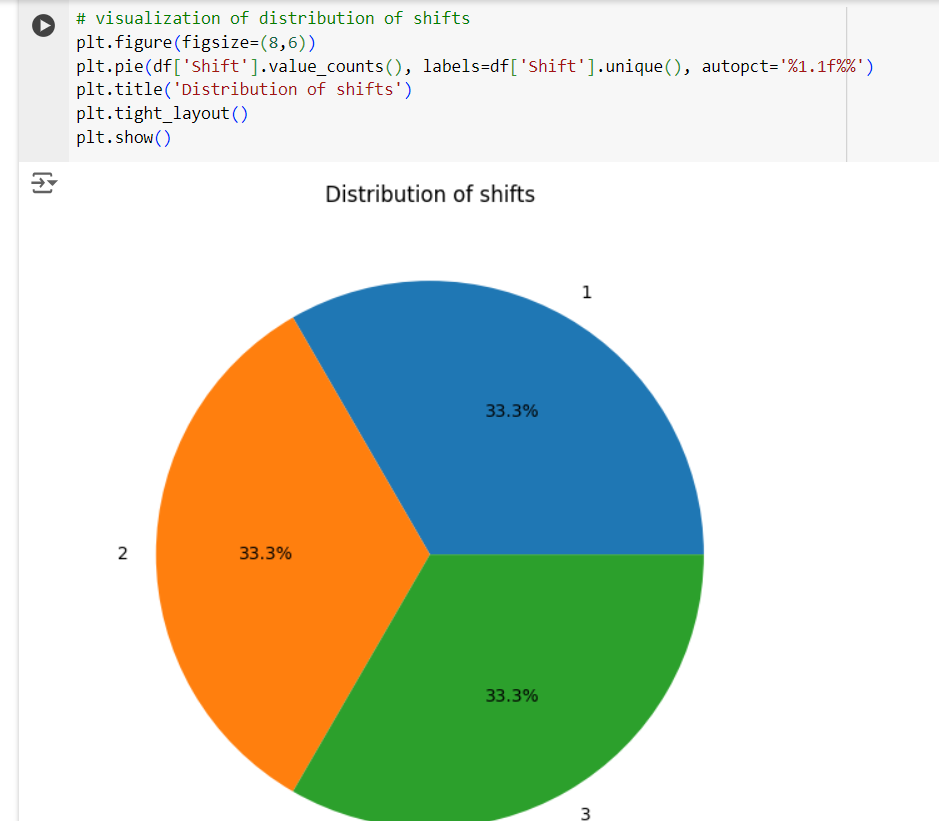 # visualization of distribution of shifts
plt.figure(figsize=(8,6))
plt.pie(df['Shift'].value_counts(), labels=df['Shift'].unique(), autopct='%1.1f%%')
plt.title('Distribution of shifts')
plt.tight_layout()
plt.show()
Distribution of shifts
1
33.3%
2
33.3%
33.3%
3